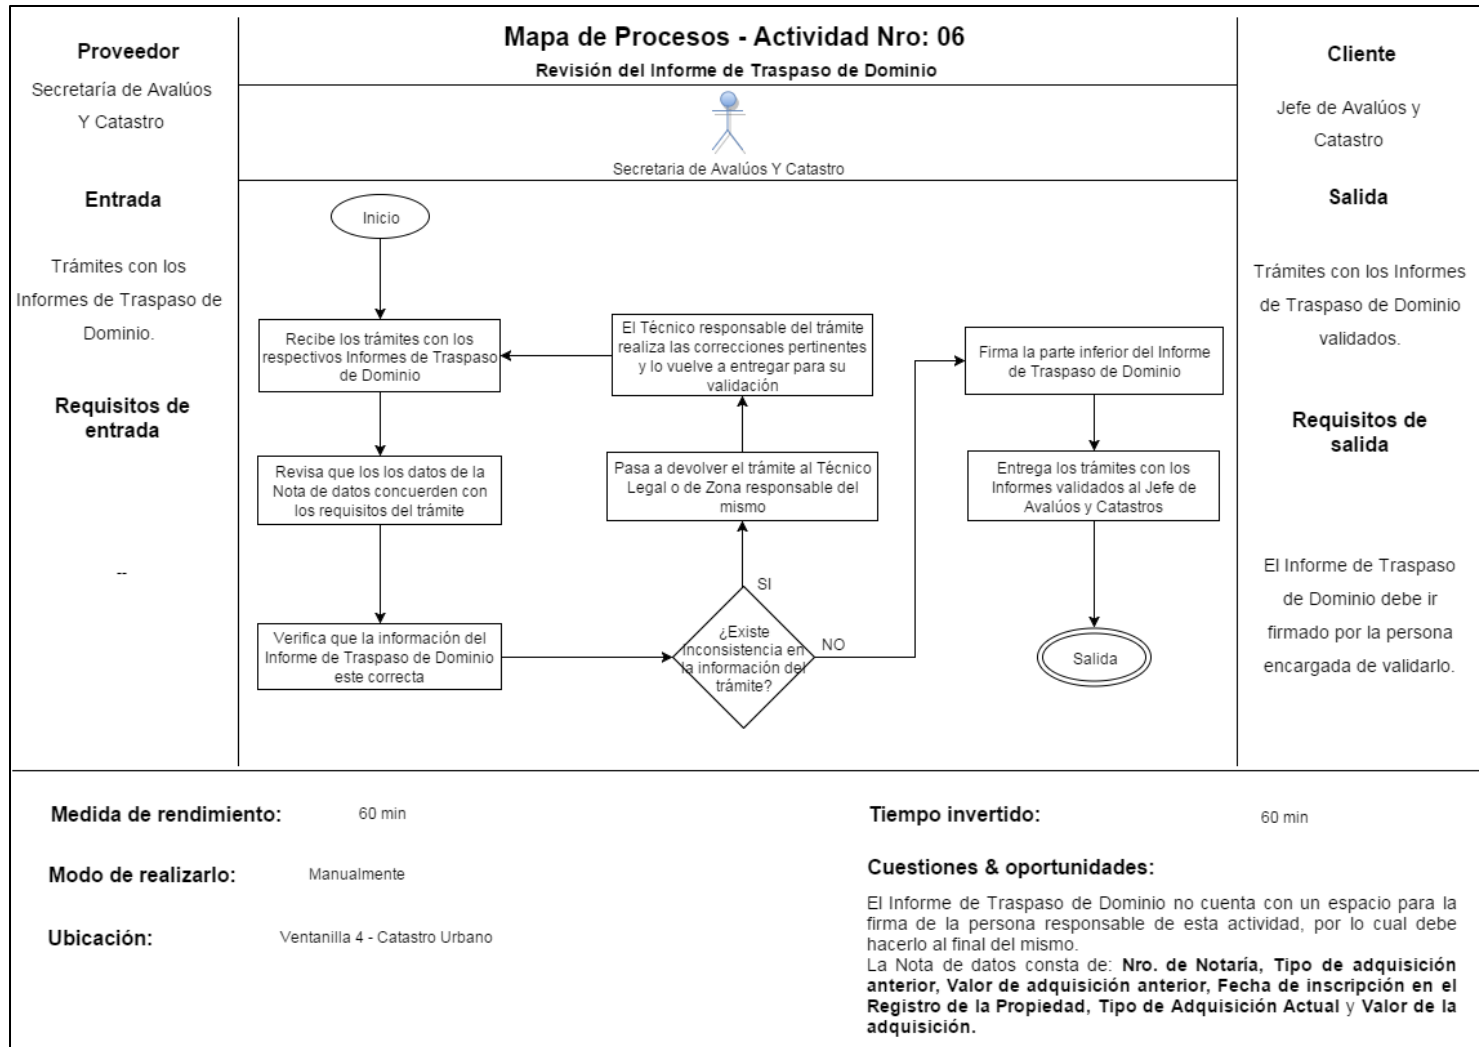 Mapa de Procesos - Actividad Nro: 06
Revisión del Informe de Traspaso de Dominio
Proveedor
Secretaría de Avalúos
Y Catastro
Entrada
Trámites con los
Informes de Traspaso de
Dominio.
Requisitos de
entrada
--
Secretaria de Avalúos Y Catastro
Inicio
Recibe los trámites con los
respectivos Informes de Traspaso
de Dominio
Revisa que los los datos de la
Nota de datos concuerden con
los requisitos del trámite
Verifica que la información del
Informe de Traspaso de Dominio
este correcta
¿Existe
inconsistencia en
la información del
trámite?
SI
NO
Pasa a devolver el trámite al Técnico
Legal o de Zona responsable del
mismo
El Técnico responsable del trámite
realiza las correcciones pertinentes
y lo vuelve a entregar para su
validación
Firma la parte inferior del Informe
de Traspaso de Dominio
Entrega los trámites con los
Informes validados al Jefe de
Avalúos y Catastros
Salida
Cliente
Jefe de Avalúos y
Catastro
Salida
Trámites con los Informes
de Traspaso de Dominio
validados.
Requisitos de
salida
El Informe de Traspaso
de Dominio debe ir
firmado por la persona
encargada de validarlo.
Medida de rendimiento: 60 min
Modo de realizarlo: Manualmente
Ubicación: Ventanilla 4 - Catastro Urbano
Tiempo invertido: 60 min
Cuestiones & oportunidades:
El Informe de Traspaso de Dominio no cuenta con un espacio para la
firma de la persona responsable de esta actividad, por lo cual debe
hacerlo al final del mismo.
La Nota de datos consta de: Nro. de Notaría, Tipo de adquisición
anterior, Valor de adquisición anterior, Fecha de inscripción en el
Registro de la Propiedad, Tipo de Adquisición Actual y Valor de la
adquisición.